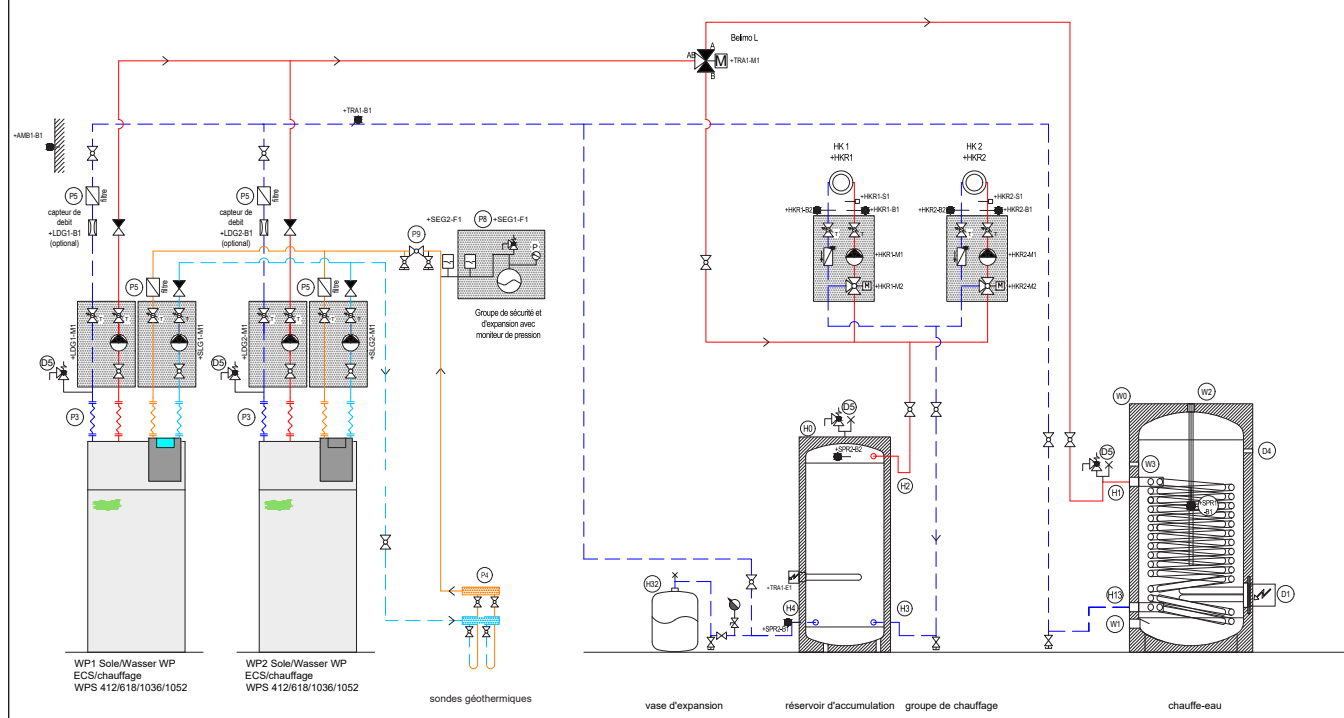 Belimo L
A
AB
M
+TRA1-M1
B
+TRA1-B1
+AMB1-B1
P5
filtre
capteur de
debit
+LDG1-B1
(optional)
P5
filtre
capteur de
debit
+LDG2-B1
(optional)
HK 1
+HKR1
HK 2
+HKR2
+HKR1-S1
+HKR1-B2
+HKR1-B1
+HKR2-S1
+HKR2-B2
+HKR2-B1
T
T
T
T
+HKR1-M1
+HKR2-M1
M
+HKR1-M2
M
+HKR2-M2
+SEG2-F1
P8
+SEG1-F1
P9
P
Groupe de sécurité et
d'expansion avec
moniteur de pression
P5
filtre
P5
filtre
+LDG1-M1
T
T
T
T
+SLG1-M1
+LDG2-M1
T
T
T
T
+SLG2-M1
D5
D5
P3
P3
P4
D5
H0
+SPR2-B2
H2
+TRA1-E1
H4
H3
+SPR2-B1
H32
W0
W2
D5
D4
W3
H1
+SPR1
-B1
H13
D1
W1
WP1 Sole/Wasser WP
ECS/chauffage
WPS 412/618/1036/1052
WP2 Sole/Wasser WP
ECS/chauffage
WPS 412/618/1036/1052
sondes géothermiques
vase d'expansion
réservoir d'accumulation
groupe de chauffage
chauffe-eau